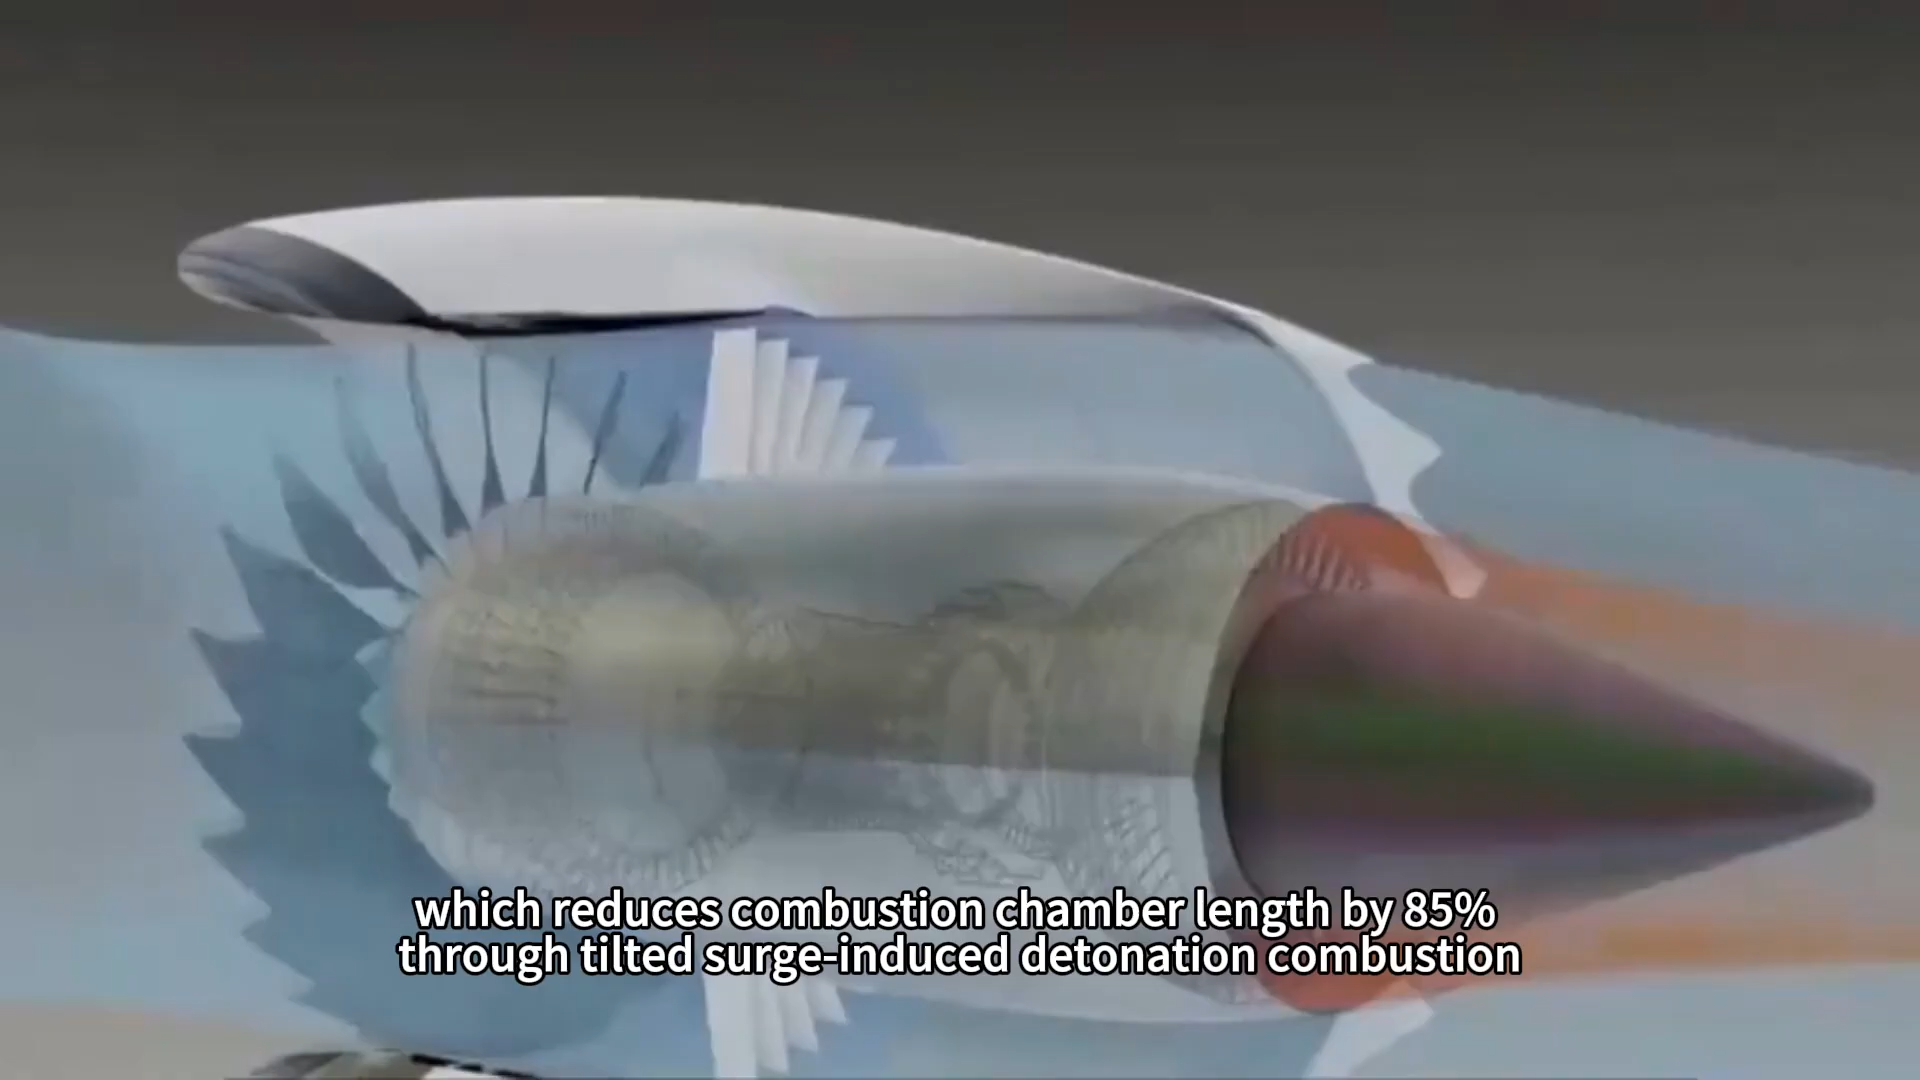 which reduces combustion chamber length by 85%
through tilted surge-induced detonation combustion